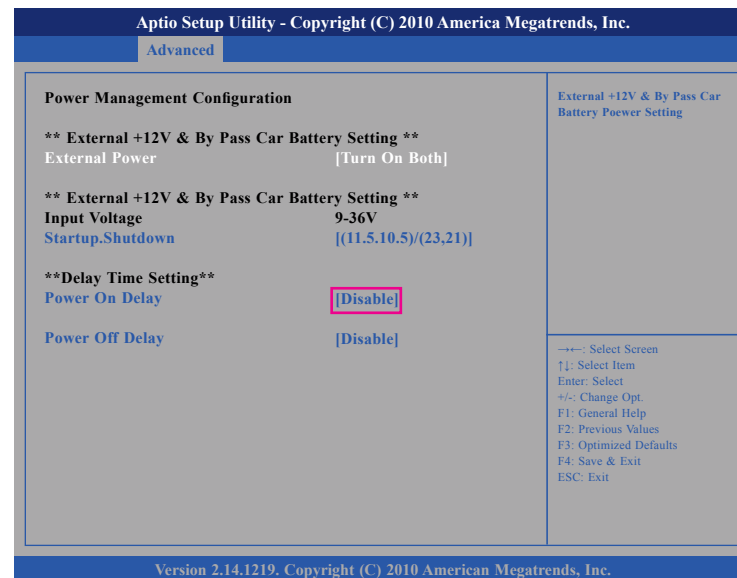 Aptio Setup Utility - Copyright (C) 2010 America Megatrends, Inc.
Advanced
Power Management Configuration
** External +12V & By Pass Car Battery Setting **
External Power [Turn On Both]
** External +12V & By Pass Car Battery Setting **
Input Voltage 9-36V
Startup.Shutdown [(11.5.10.5)/(23,21)]
**Delay Time Setting**
Power On Delay [Disable]
Power Off Delay [Disable]
External +12V & By Pass Car
Battery Poewer Setting
→←: Select Screen
↑↓: Select Item
Enter: Select
+/-: Change Opt.
F1: General Help
F2: Previous Values
F3: Optimized Defaults
F4: Save & Exit
ESC: Exit
Version 2.14.1219. Copyright (C) 2010 American Megatrends, Inc.